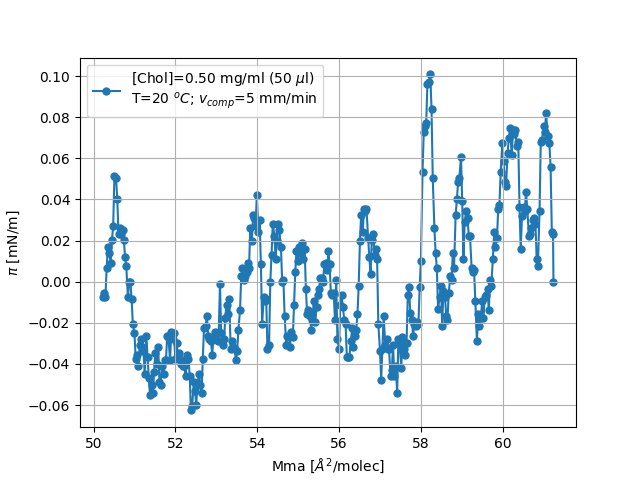 [Chol]=0.50 mg/ml (50 μl)
T=20 °C; v_comp=5 mm/min
0.10
0.08
0.06
0.04
0.02
0.00
−0.02
−0.04
−0.06
π [mN/m]
50 52 54 56 58 60
Mma [Å²/molec]